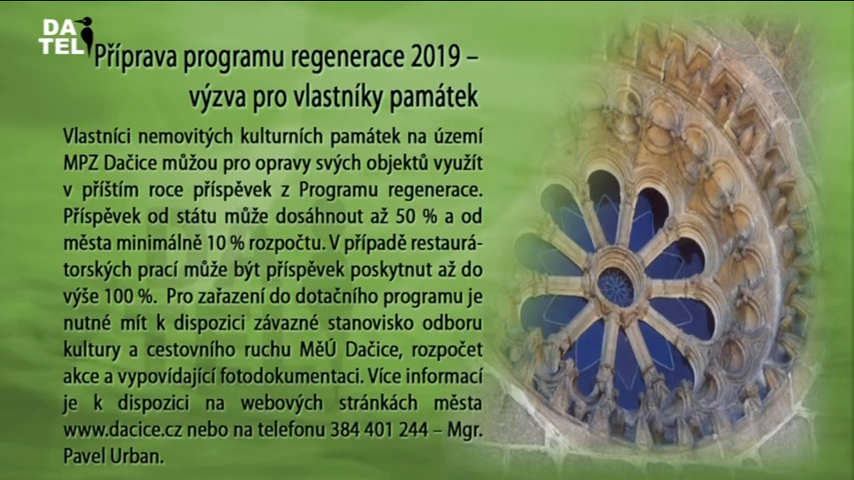 DA
TEL
Příprava programu regenerace 2019 –
výzva pro vlastníky památek
Vlastníci nemovitých kulturních památek na území
MPZ Dačice můžou pro opravy svých objektů využít
v příštím roce příspěvek z Programu regenerace.
Příspěvek od státu může dosáhnout až 50 % a od
města minimálně 10 % rozpočtu. V případě restaurá-
torských prací může být příspěvek poskytnut až do
výše 100 %. Pro zařazení do dotačního programu je
nutné mít k dispozici závazné stanovisko odboru
kultury a cestovního ruchu MěÚ Dačice, rozpočet
akce a vypovídající fotodokumentaci. Více informací
je k dispozici na webových stránkách města
www.dacice.cz nebo na telefonu 384 401 244 – Mgr.
Pavel Urban.